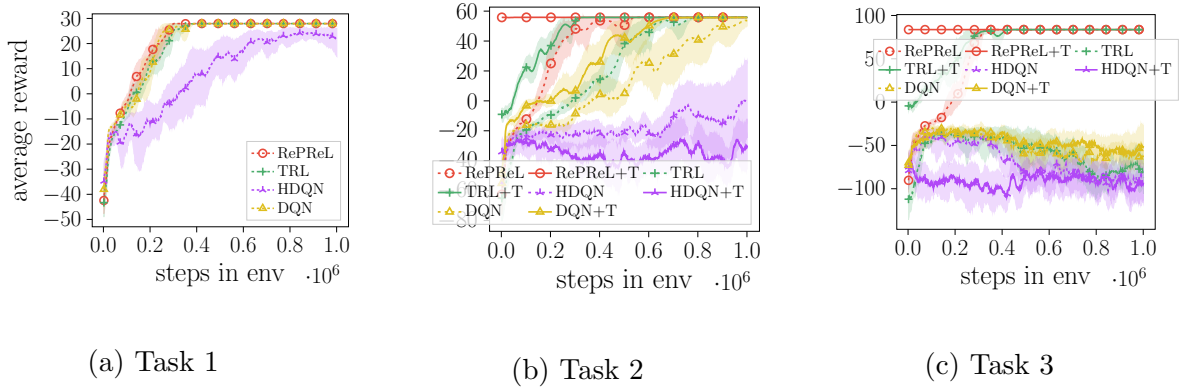 average reward
30
20
10
0
−10
−20
−30
−40
−50
0.0 0.2 0.4 0.6 0.8 1.0
steps in env ·10⁶
RePReL
TRL
HDQN
DQN
(a) Task 1
60
40
20
0
−20
0.0 0.2 0.4 0.6 0.8 1.0
steps in env ·10⁶
RePReL RePReL+T TRL
TRL+T HDQN HDQN+T
DQN DQN+T
(b) Task 2
100
0
−50
−100
0.0 0.2 0.4 0.6 0.8 1.0
steps in env ·10⁶
RePReL RePReL+T TRL
TRL+T HDQN HDQN+T
DQN DQN+T
(c) Task 3